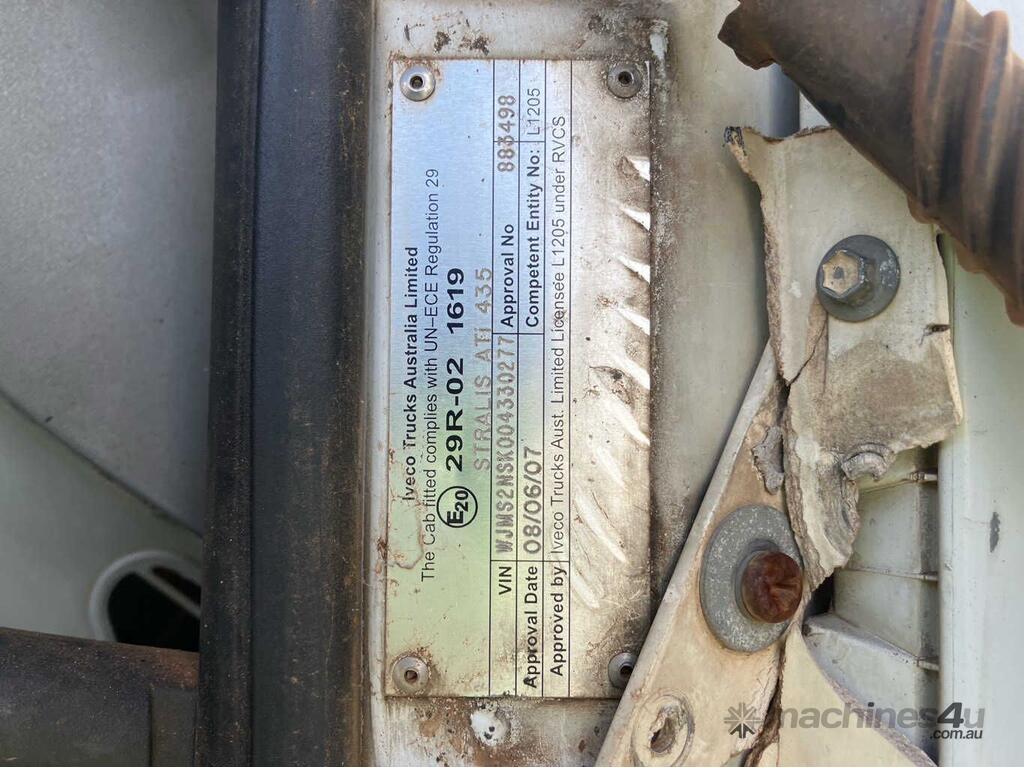 Iveco Trucks Australia Limited
The Cab fitted complies with UN-ECE Regulation 29
E20 29R-02 1619
STRALIS ATI 435
VIN WJMS2NSK004330277 Approval No 883498
Approval Date 08/06/07 Competent Entity No: L1205
Approved by Iveco Trucks Aust. Limited Licensee L1205 under RVCS
machines4u
.com.au